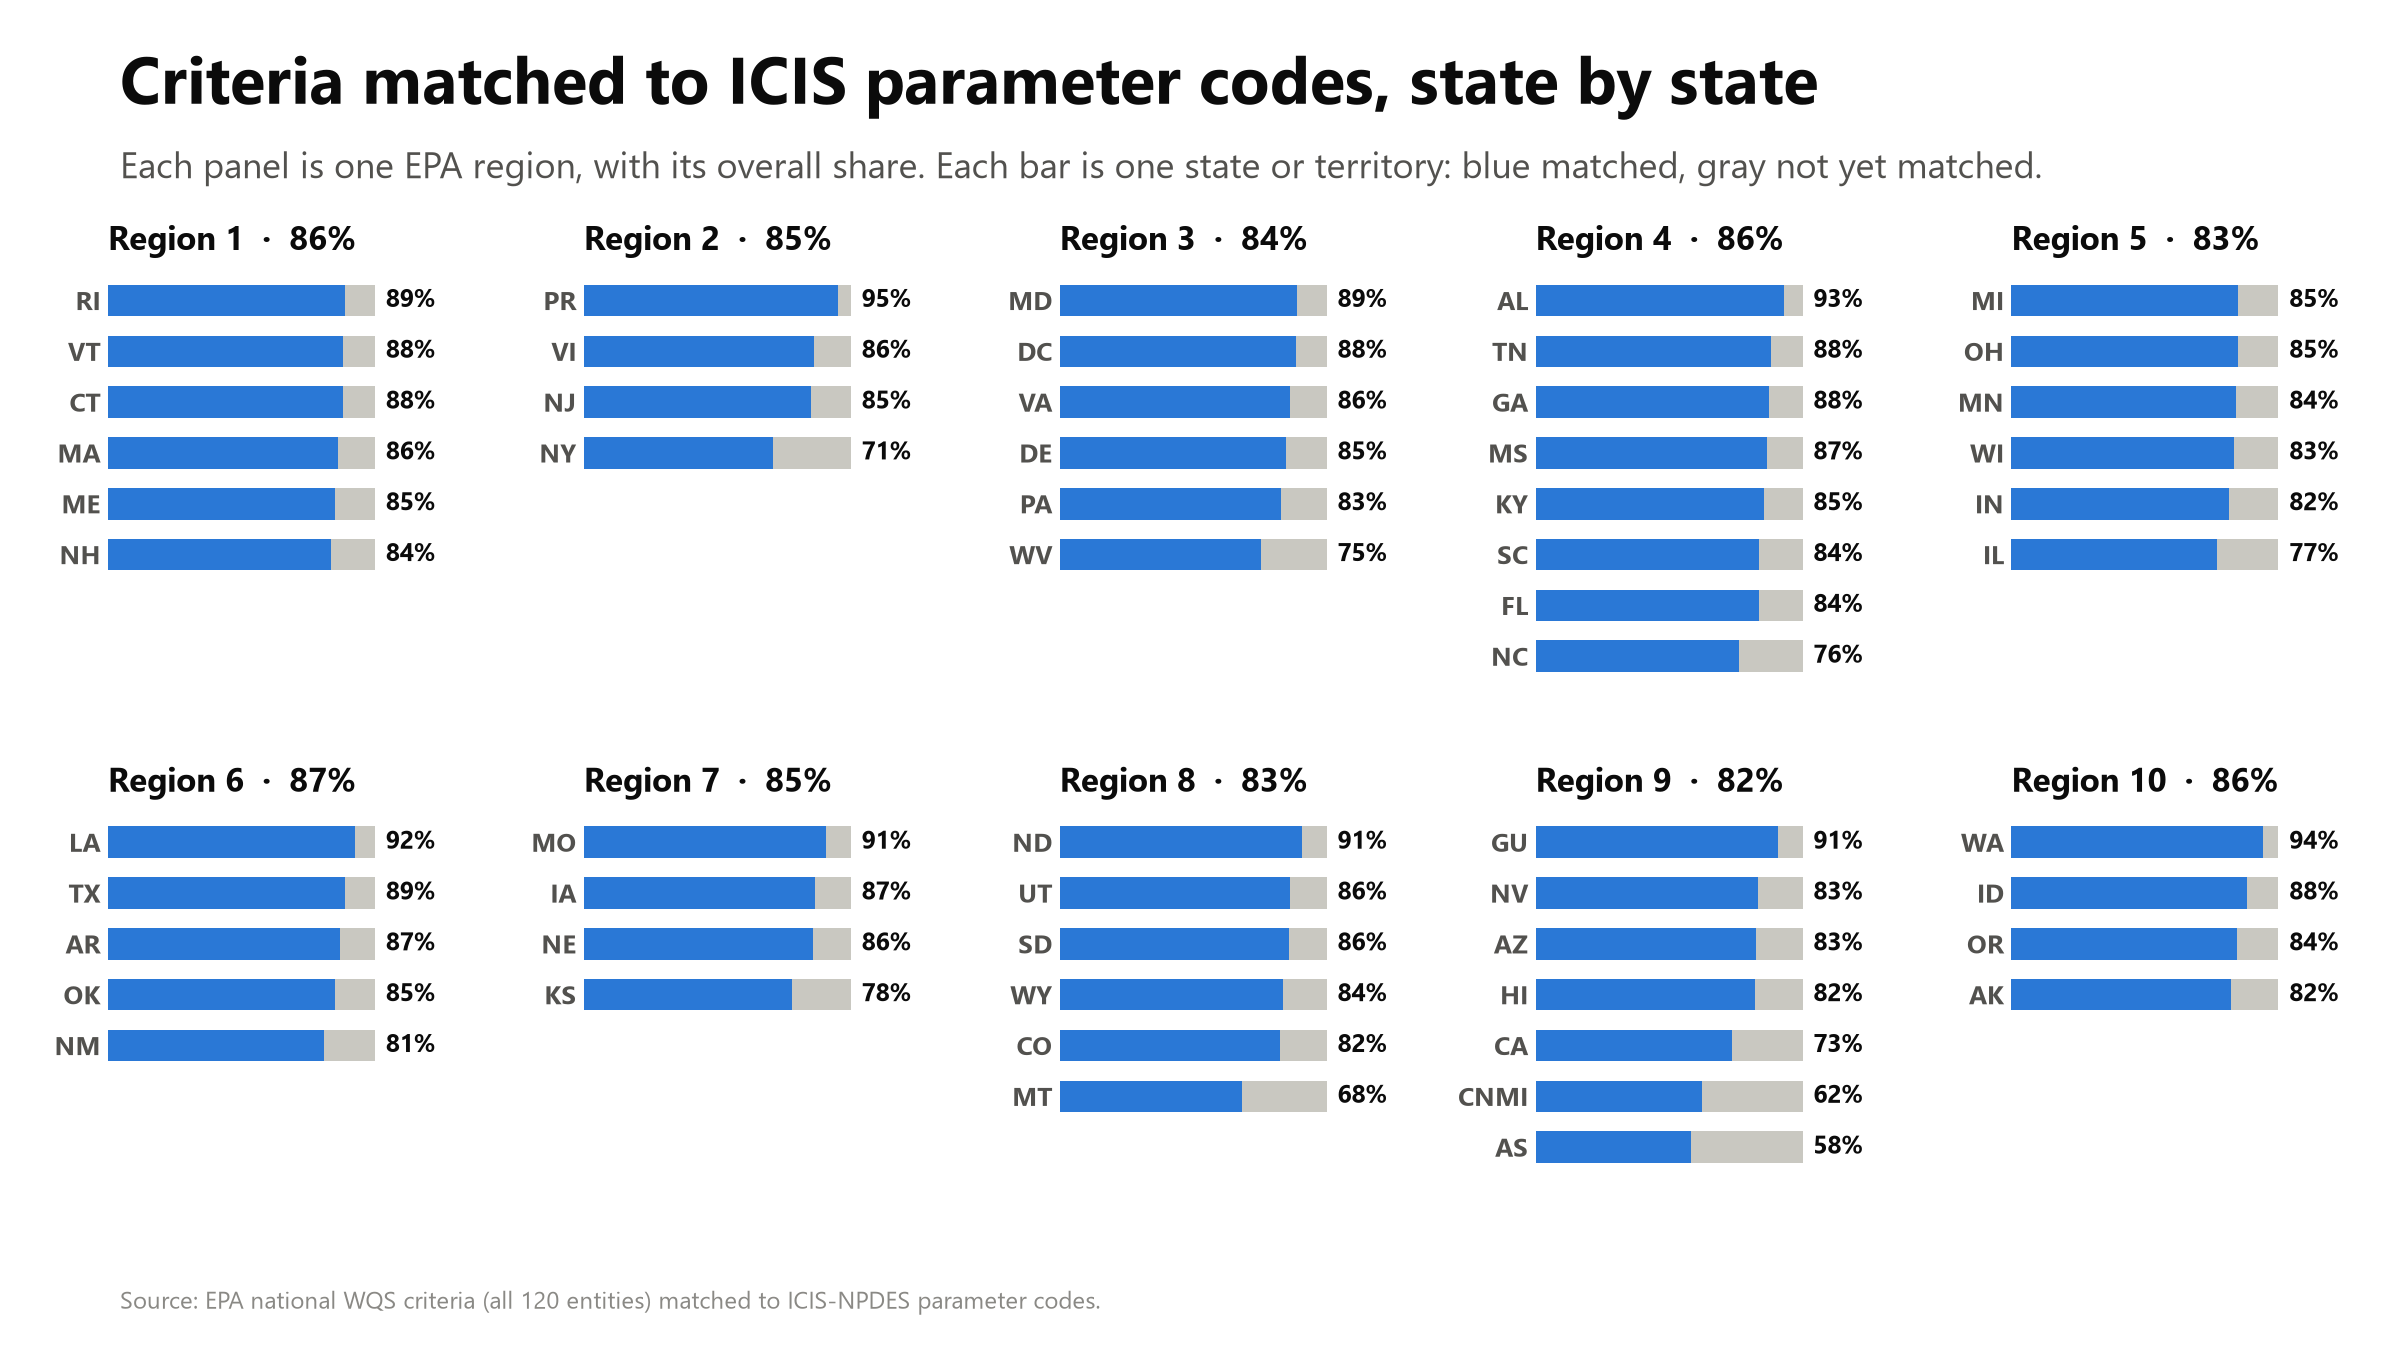 Criteria matched to ICIS parameter codes, state by state
Each panel is one EPA region, with its overall share. Each bar is one state or territory: blue matched, gray not yet matched.
Region 1 · 86%
RI 89%
VT 88%
CT 88%
MA 86%
ME 85%
NH 84%
Region 2 · 85%
PR 95%
VI 86%
NJ 85%
NY 71%
Region 3 · 84%
MD 89%
DC 88%
VA 86%
DE 85%
PA 83%
WV 75%
Region 4 · 86%
AL 93%
TN 88%
GA 88%
MS 87%
KY 85%
SC 84%
FL 84%
NC 76%
Region 5 · 83%
MI 85%
OH 85%
MN 84%
WI 83%
IN 82%
IL 77%
Region 6 · 87%
LA 92%
TX 89%
AR 87%
OK 85%
NM 81%
Region 7 · 85%
MO 91%
IA 87%
NE 86%
KS 78%
Region 8 · 83%
ND 91%
UT 86%
SD 86%
WY 84%
CO 82%
MT 68%
Region 9 · 82%
GU 91%
NV 83%
AZ 83%
HI 82%
CA 73%
CNMI 62%
AS 58%
Region 10 · 86%
WA 94%
ID 88%
OR 84%
AK 82%
Source: EPA national WQS criteria (all 120 entities) matched to ICIS-NPDES parameter codes.